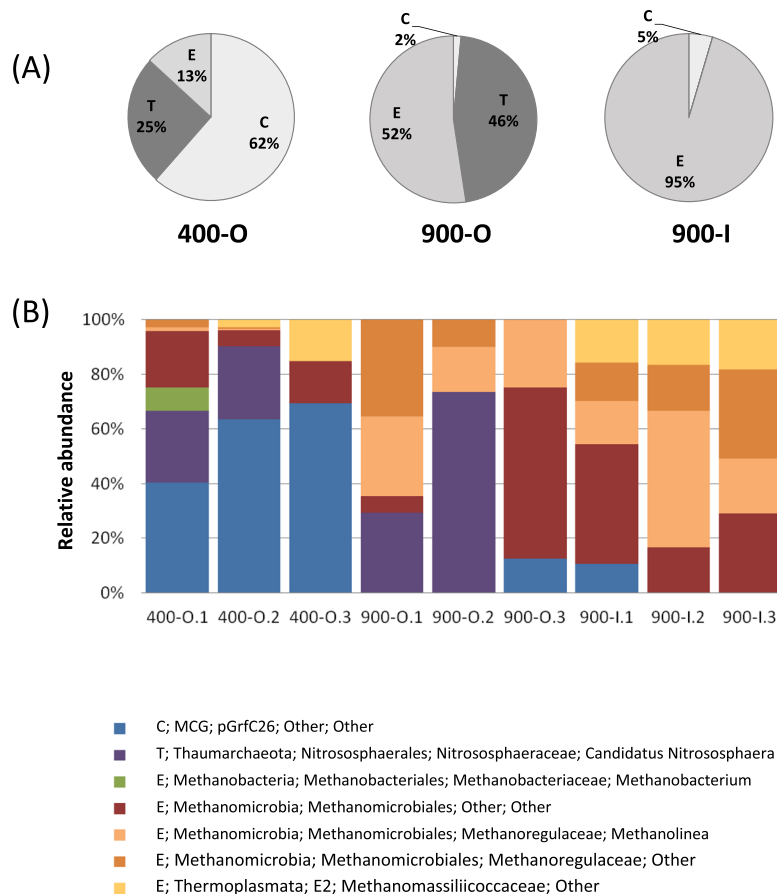 (A)
E
13%
T
25%
C
62%
400-O
C
2%
T
46%
E
52%
900-O
C
5%
E
95%
900-I
(B)
Relative abundance
100%
80%
60%
40%
20%
0%
400-O.1 400-O.2 400-O.3 900-O.1 900-O.2 900-O.3 900-I.1 900-I.2 900-I.3
C; MCG; pGrfC26; Other; Other
T; Thaumarchaeota; Nitrososphaerales; Nitrososphaeraceae; Candidatus Nitrososphaera
E; Methanobacteria; Methanobacteriales; Methanobacteriaceae; Methanobacterium
E; Methanomicrobia; Methanomicrobiales; Other; Other
E; Methanomicrobia; Methanomicrobiales; Methanoregulaceae; Methanolinea
E; Methanomicrobia; Methanomicrobiales; Methanoregulaceae; Other
E; Thermoplasmata; E2; Methanomassiliicoccaceae; Other